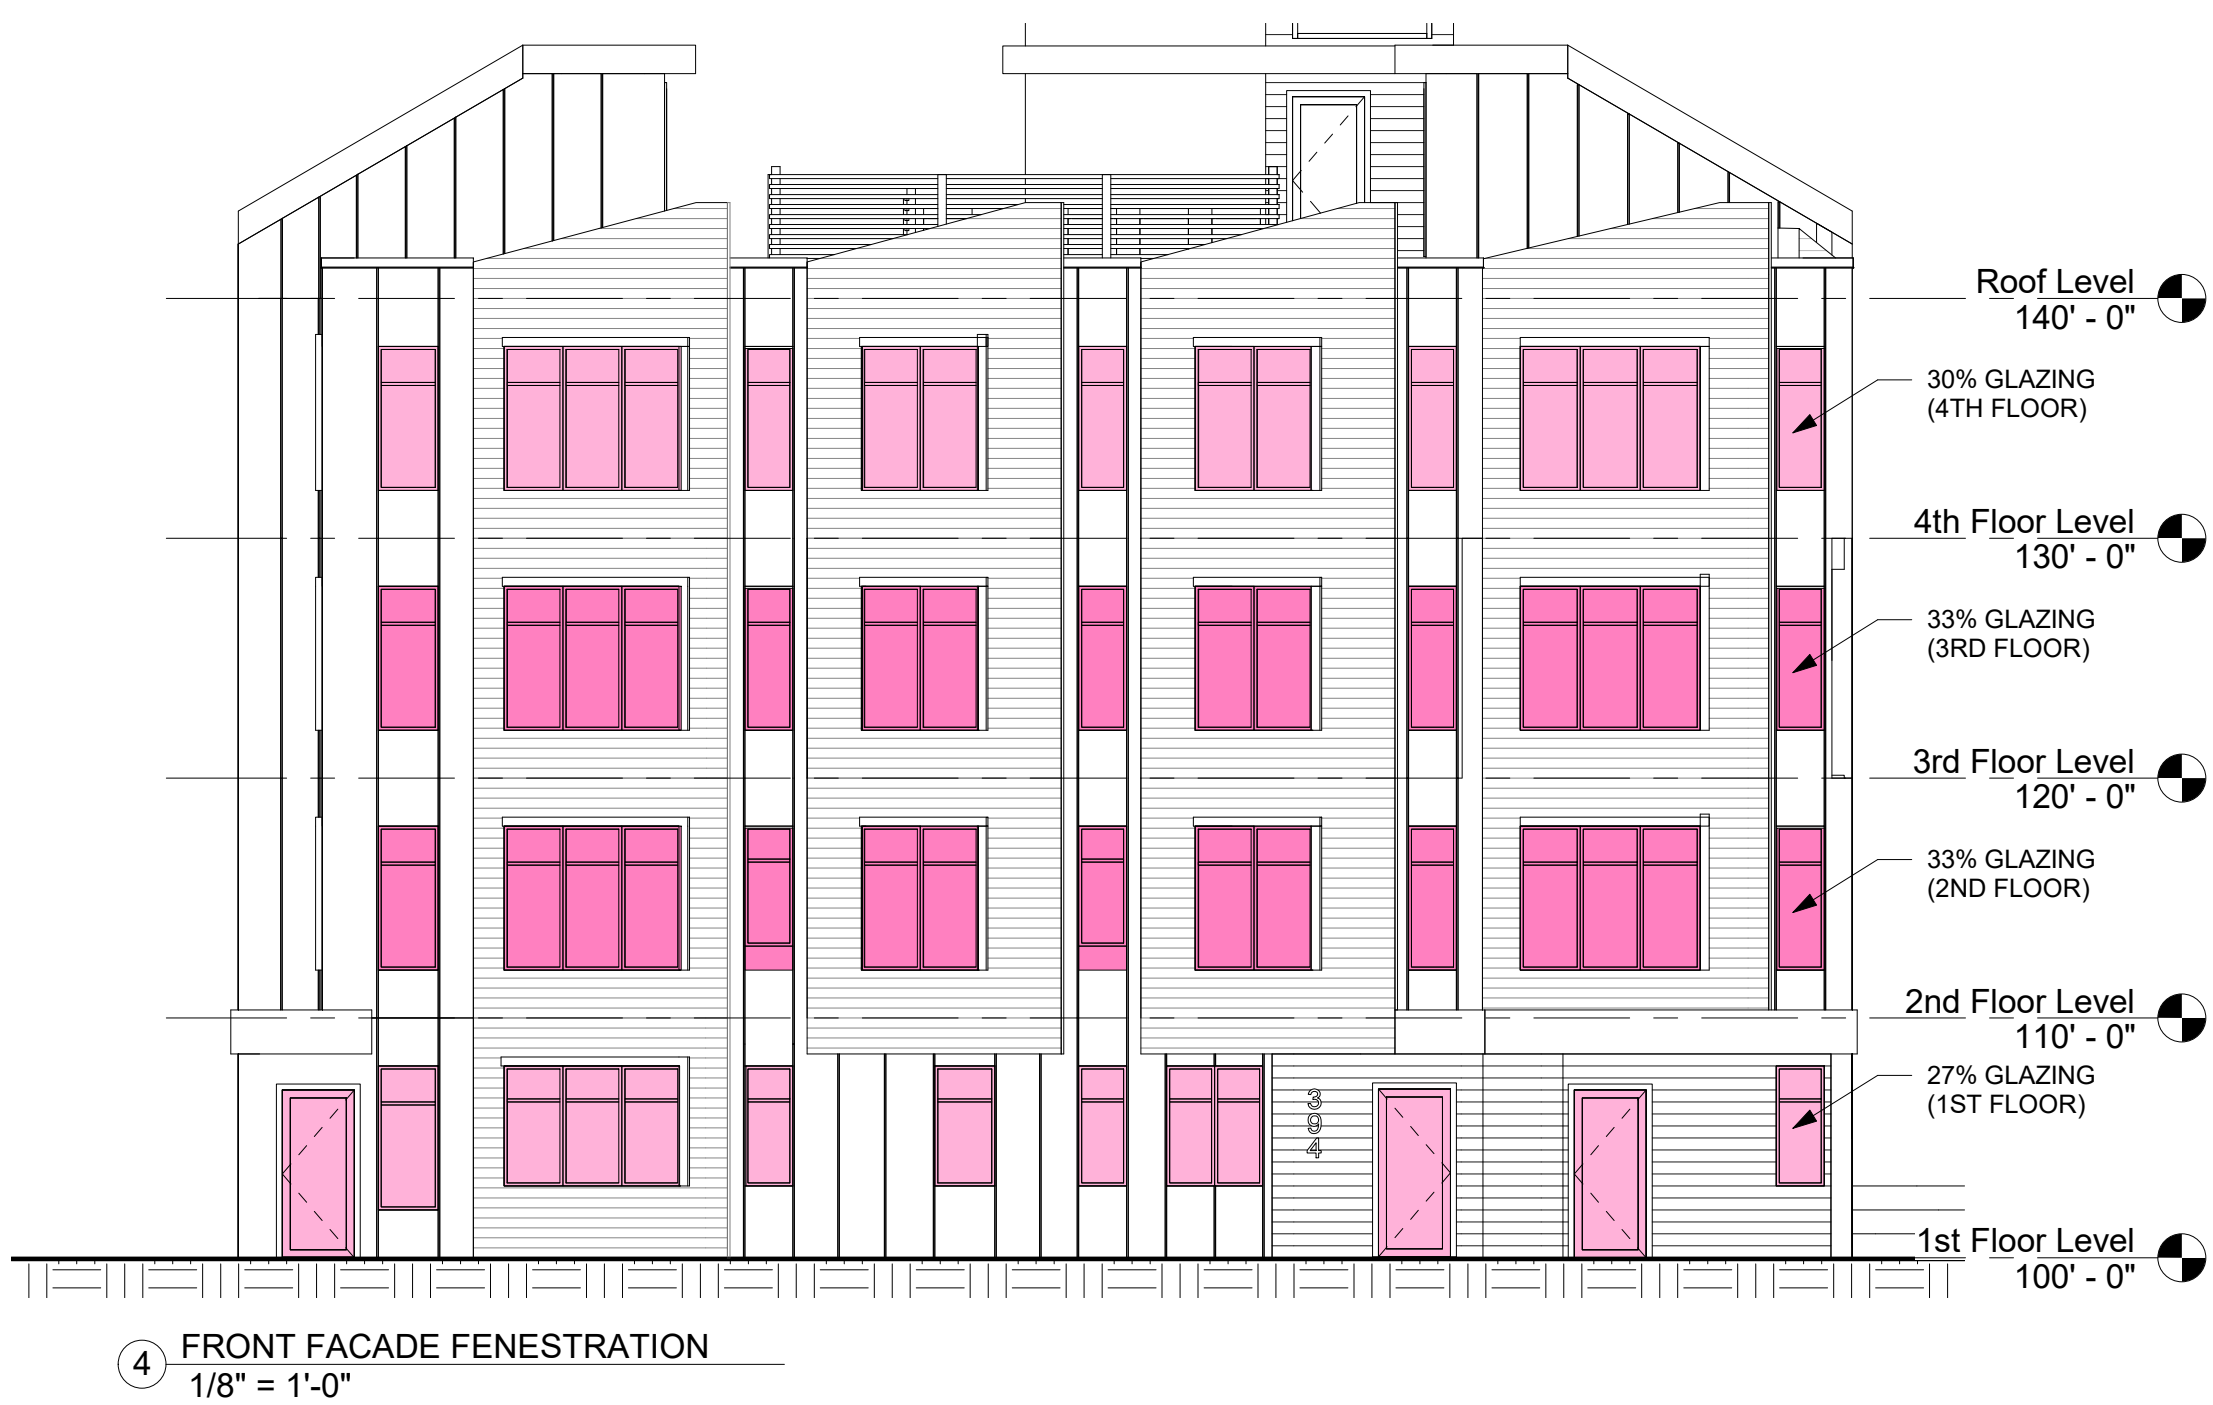 Roof Level
140' - 0"
30% GLAZING
(4TH FLOOR)
4th Floor Level
130' - 0"
33% GLAZING
(3RD FLOOR)
3rd Floor Level
120' - 0"
33% GLAZING
(2ND FLOOR)
2nd Floor Level
110' - 0"
27% GLAZING
(1ST FLOOR)
3
9
4
1st Floor Level
100' - 0"
4
FRONT FACADE FENESTRATION
1/8" = 1'-0"